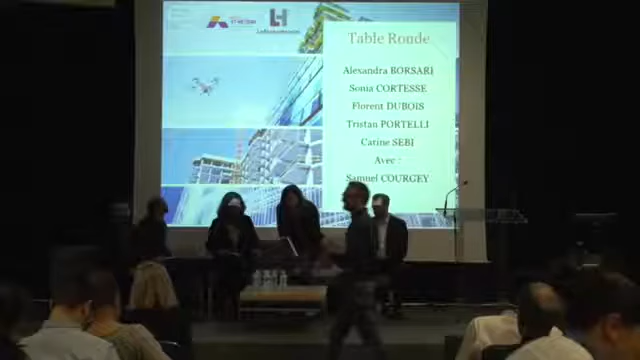 Table Ronde
Alexandra BORSARI
Sonia CORTESSE
Florent DUBOIS
Tristan PORTELLI
Carine SEBI
Avec :
Samuel COURGEY